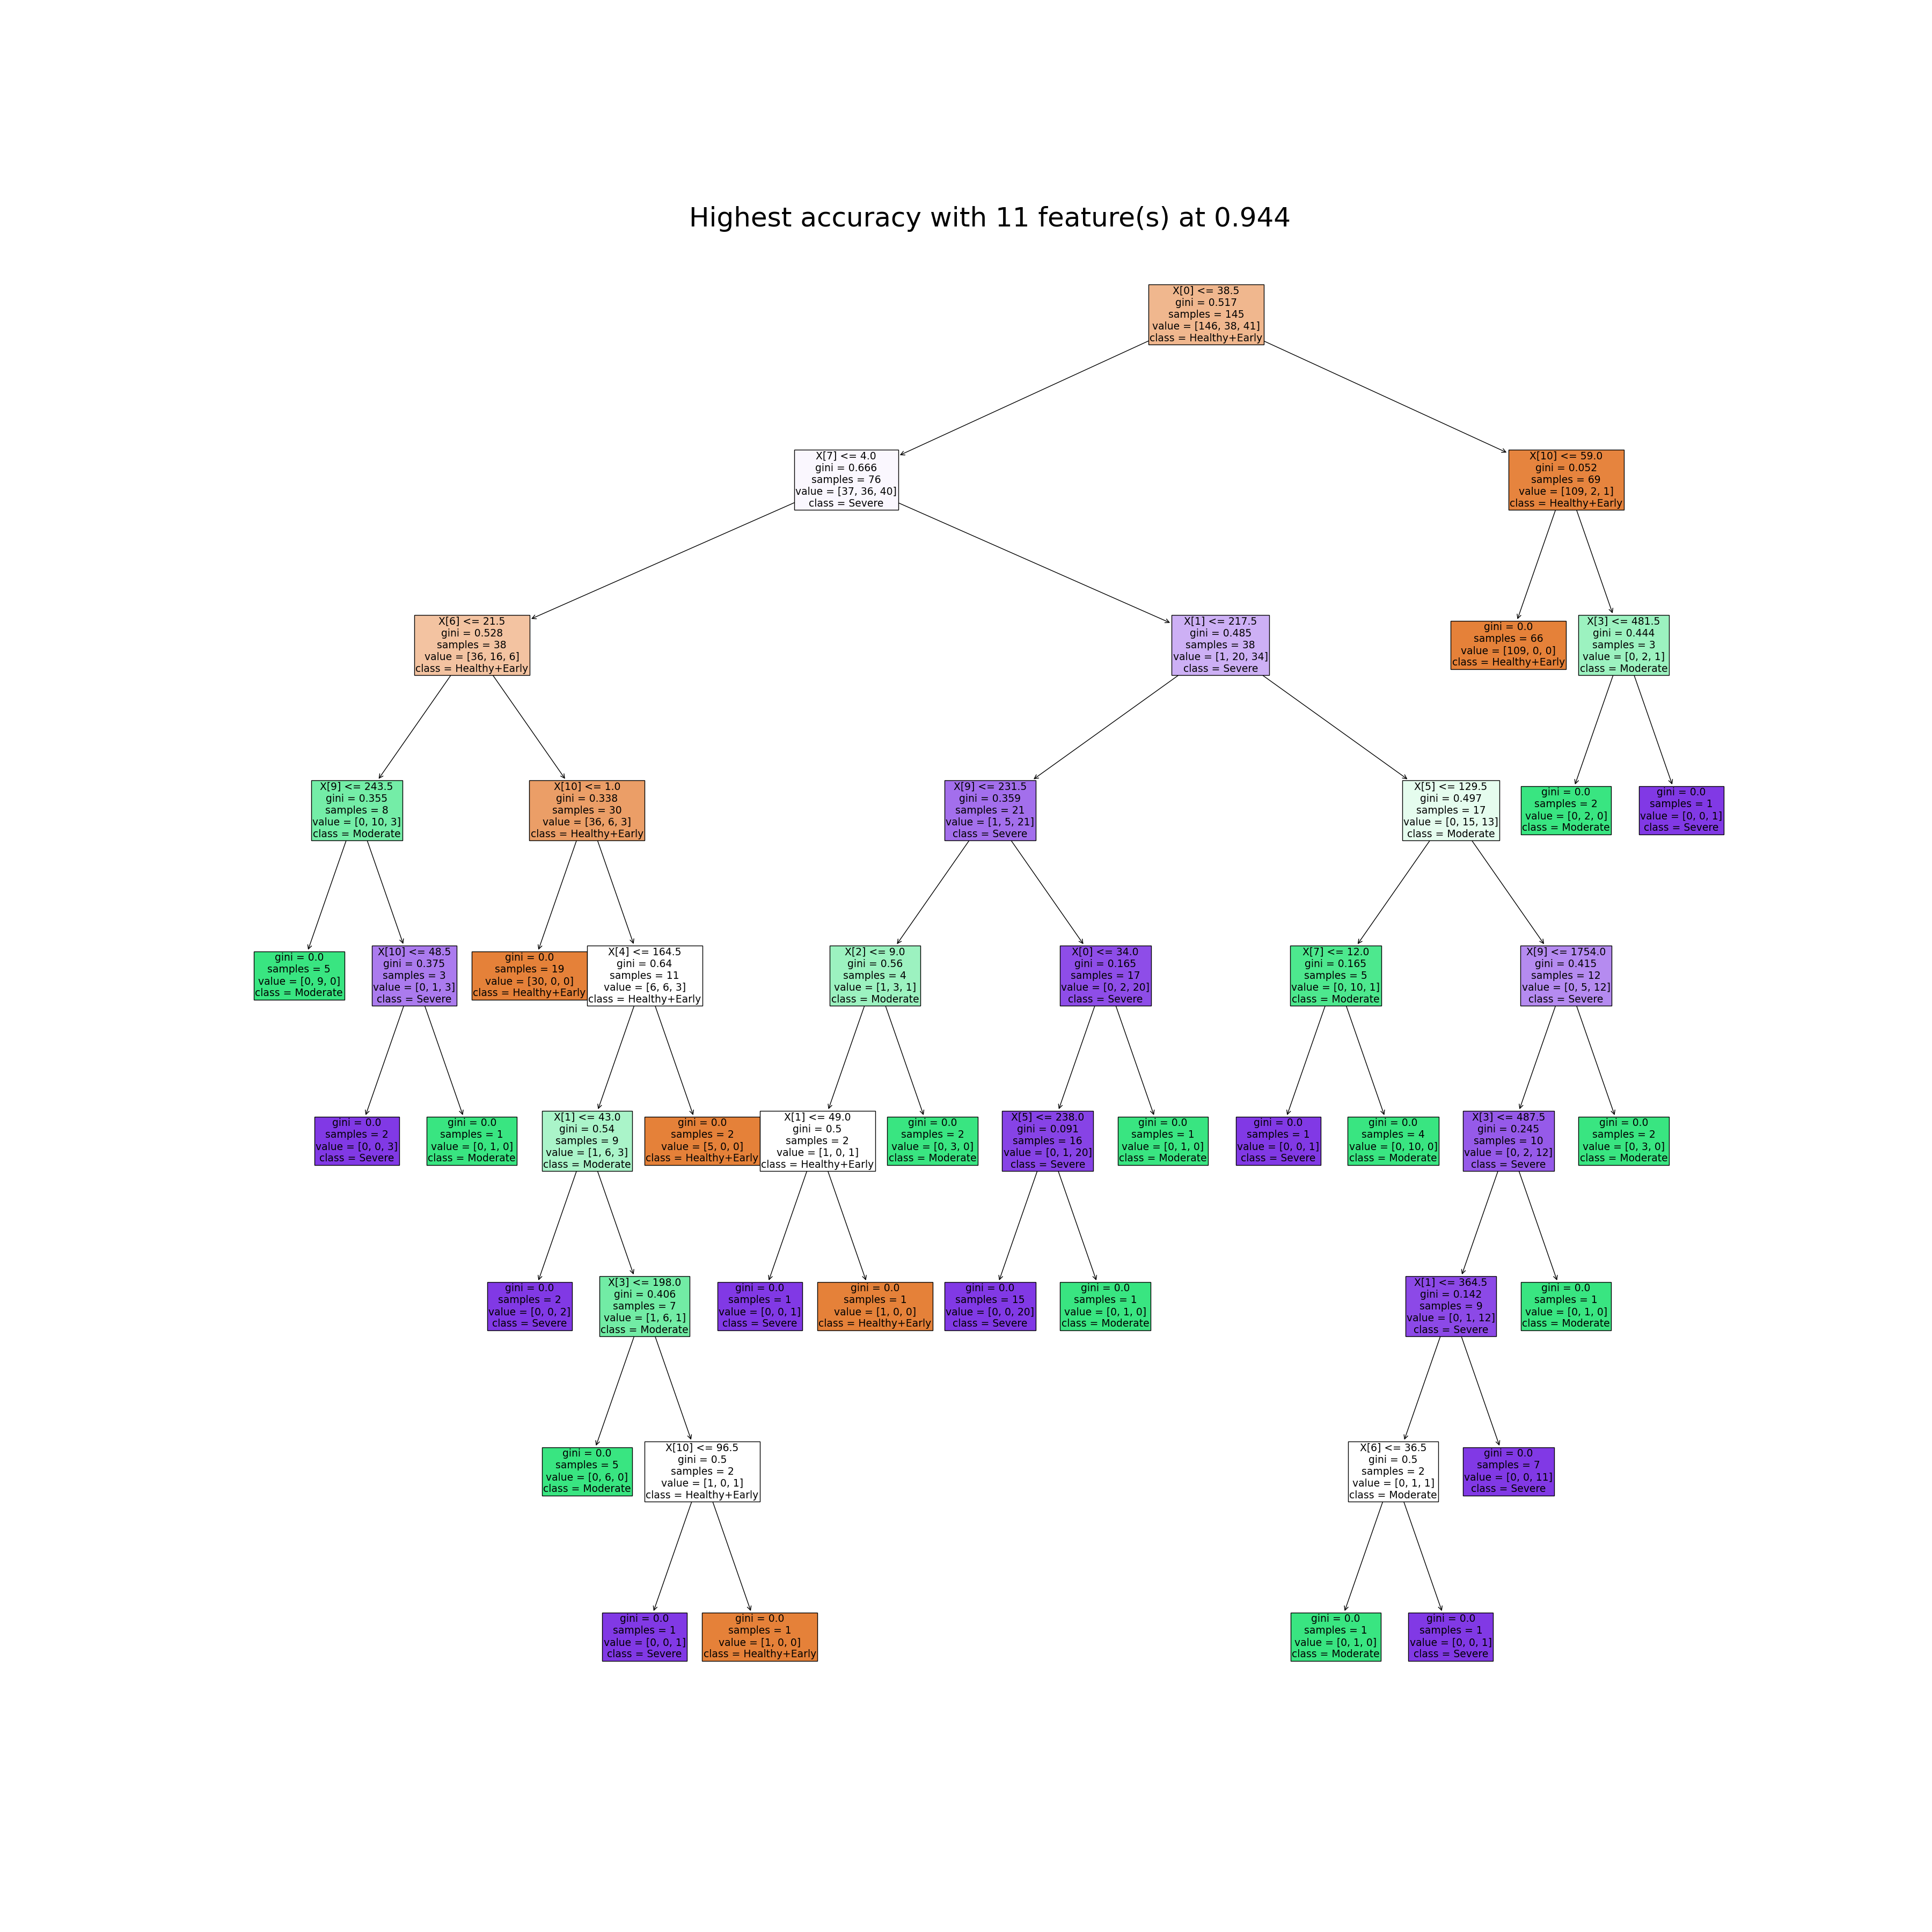 Highest accuracy with 11 feature(s) at 0.944
X[0] <= 38.5
gini = 0.517
samples = 145
value = [146, 38, 41]
class = Healthy+Early
X[7] <= 4.0
gini = 0.666
samples = 76
value = [37, 36, 40]
class = Severe
X[10] <= 59.0
gini = 0.052
samples = 69
value = [109, 2, 1]
class = Healthy+Early
X[6] <= 21.5
gini = 0.528
samples = 38
value = [36, 16, 6]
class = Healthy+Early
X[1] <= 217.5
gini = 0.485
samples = 38
value = [1, 20, 34]
class = Severe
gini = 0.0
samples = 66
value = [109, 0, 0]
class = Healthy+Early
X[3] <= 481.5
gini = 0.444
samples = 3
value = [0, 2, 1]
class = Moderate
X[9] <= 243.5
gini = 0.355
samples = 8
value = [0, 10, 3]
class = Moderate
X[10] <= 1.0
gini = 0.338
samples = 30
value = [36, 6, 3]
class = Healthy+Early
X[9] <= 231.5
gini = 0.359
samples = 21
value = [1, 5, 21]
class = Severe
X[5] <= 129.5
gini = 0.497
samples = 17
value = [0, 15, 13]
class = Moderate
gini = 0.0
samples = 2
value = [0, 2, 0]
class = Moderate
gini = 0.0
samples = 1
value = [0, 0, 1]
class = Severe
gini = 0.0
samples = 5
value = [0, 9, 0]
class = Moderate
X[10] <= 48.5
gini = 0.375
samples = 3
value = [0, 1, 3]
class = Severe
gini = 0.0
samples = 19
value = [30, 0, 0]
class = Healthy+Early
X[4] <= 164.5
gini = 0.64
samples = 11
value = [6, 6, 3]
class = Healthy+Early
X[2] <= 9.0
gini = 0.56
samples = 4
value = [1, 3, 1]
class = Moderate
X[0] <= 34.0
gini = 0.165
samples = 17
value = [0, 2, 20]
class = Severe
X[7] <= 12.0
gini = 0.165
samples = 5
value = [0, 10, 1]
class = Moderate
X[9] <= 1754.0
gini = 0.415
samples = 12
value = [0, 5, 12]
class = Severe
gini = 0.0
samples = 2
value = [0, 0, 3]
class = Severe
gini = 0.0
samples = 1
value = [0, 1, 0]
class = Moderate
X[1] <= 43.0
gini = 0.54
samples = 9
value = [1, 6, 3]
class = Moderate
gini = 0.0
samples = 2
value = [5, 0, 0]
class = Healthy+Early
X[1] <= 49.0
gini = 0.5
samples = 2
value = [1, 0, 1]
class = Healthy+Early
gini = 0.0
samples = 2
value = [0, 3, 0]
class = Moderate
X[5] <= 238.0
gini = 0.091
samples = 16
value = [0, 1, 20]
class = Severe
gini = 0.0
samples = 1
value = [0, 1, 0]
class = Moderate
gini = 0.0
samples = 1
value = [0, 0, 1]
class = Severe
gini = 0.0
samples = 4
value = [0, 10, 0]
class = Moderate
X[3] <= 487.5
gini = 0.245
samples = 10
value = [0, 2, 12]
class = Severe
gini = 0.0
samples = 2
value = [0, 3, 0]
class = Moderate
gini = 0.0
samples = 2
value = [0, 0, 2]
class = Severe
X[3] <= 198.0
gini = 0.406
samples = 7
value = [1, 6, 1]
class = Moderate
gini = 0.0
samples = 1
value = [0, 0, 1]
class = Severe
gini = 0.0
samples = 1
value = [1, 0, 0]
class = Healthy+Early
gini = 0.0
samples = 15
value = [0, 0, 20]
class = Severe
gini = 0.0
samples = 1
value = [0, 1, 0]
class = Moderate
X[1] <= 364.5
gini = 0.142
samples = 9
value = [0, 1, 12]
class = Severe
gini = 0.0
samples = 1
value = [0, 1, 0]
class = Moderate
gini = 0.0
samples = 5
value = [0, 6, 0]
class = Moderate
X[10] <= 96.5
gini = 0.5
samples = 2
value = [1, 0, 1]
class = Healthy+Early
X[6] <= 36.5
gini = 0.5
samples = 2
value = [0, 1, 1]
class = Moderate
gini = 0.0
samples = 7
value = [0, 0, 11]
class = Severe
gini = 0.0
samples = 1
value = [0, 0, 1]
class = Severe
gini = 0.0
samples = 1
value = [1, 0, 0]
class = Healthy+Early
gini = 0.0
samples = 1
value = [0, 1, 0]
class = Moderate
gini = 0.0
samples = 1
value = [0, 0, 1]
class = Severe